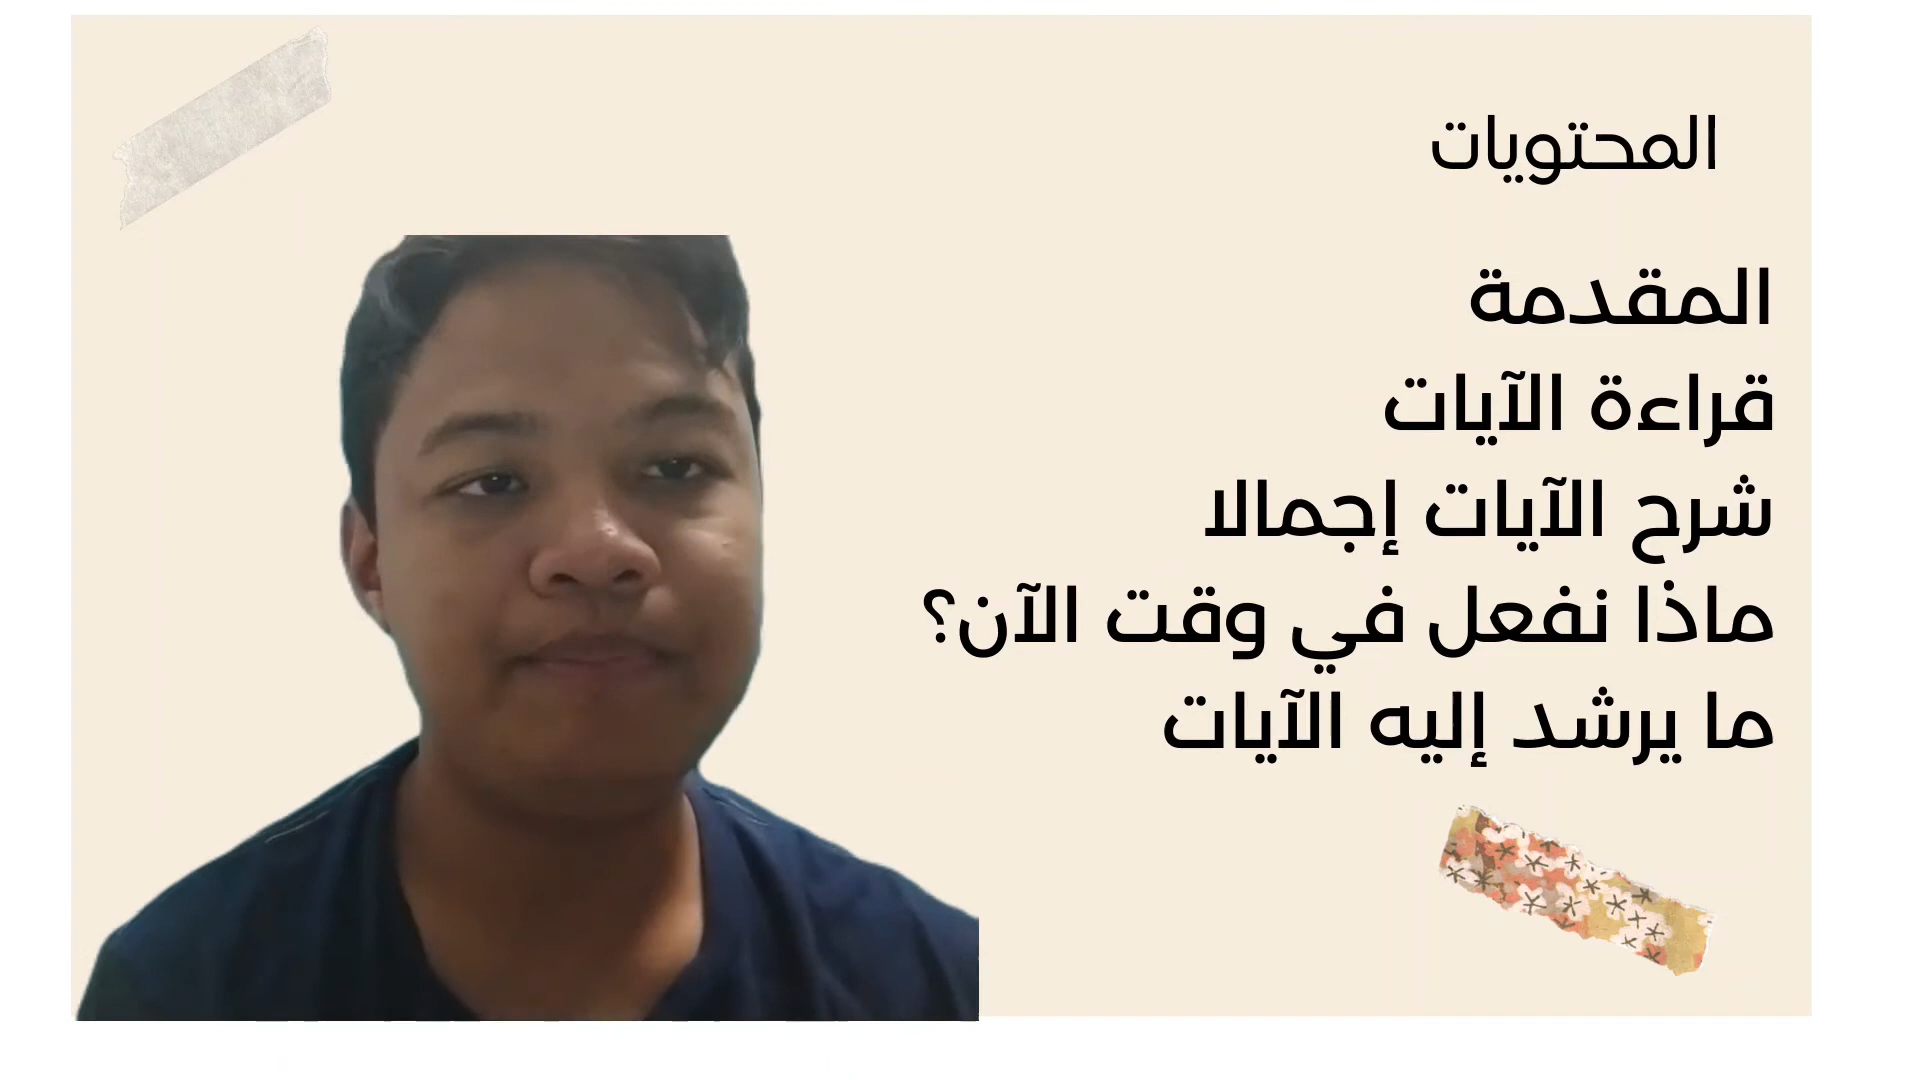 المحتويات
المقدمة
قراءة الآيات
شرح الآيات إجمالا
ماذا نفعل في وقت الآن؟
ما يرشد إليه الآيات